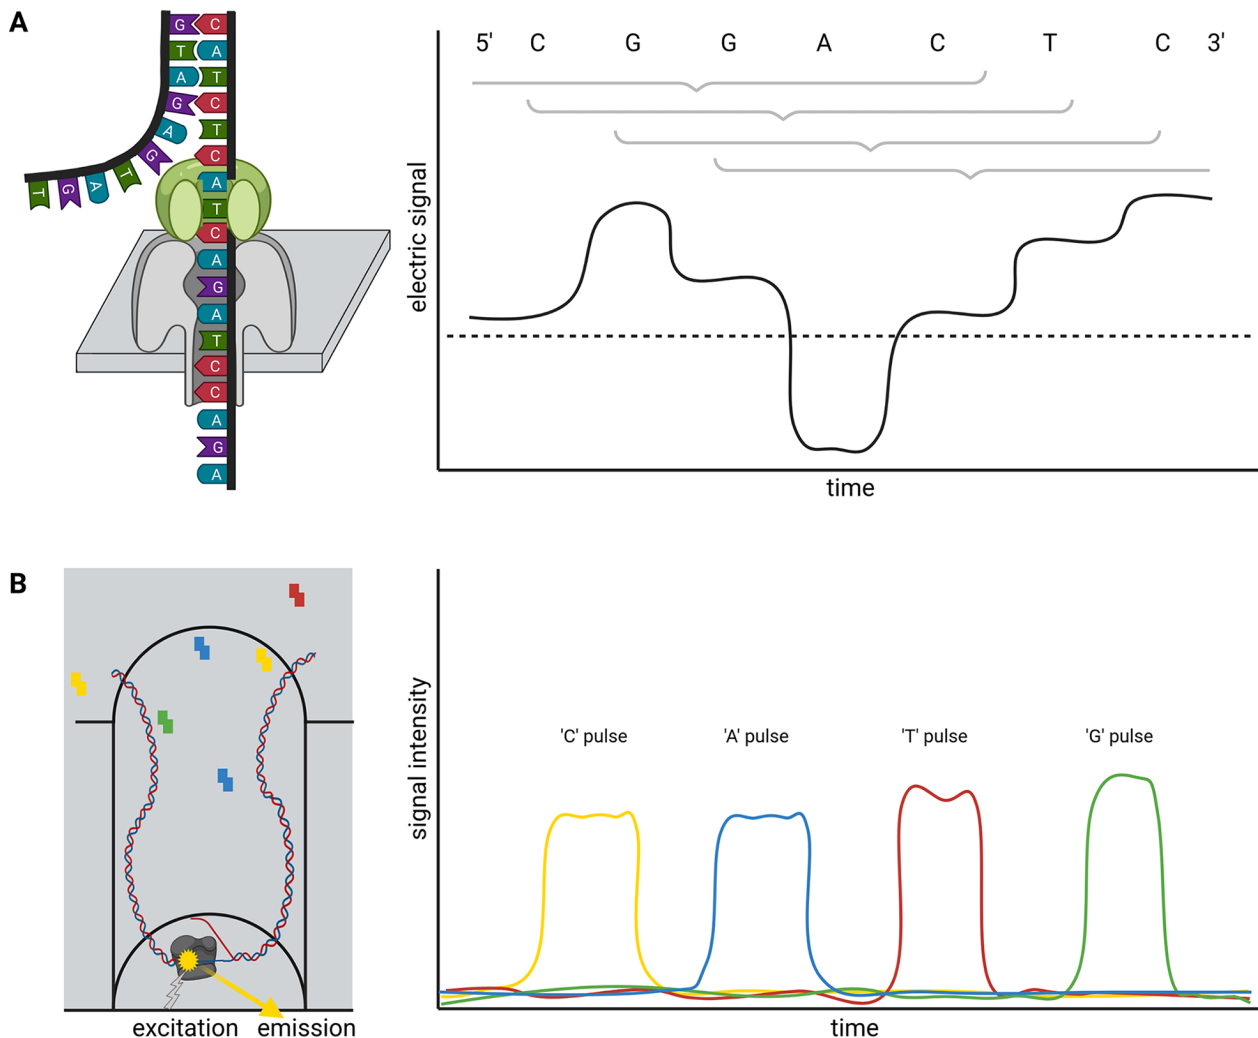 A
G C
T A
A T
G C
A T
G C
T A
A T
G C
T A
G
A
T
C
C
A
G
A
5' C G G A C T C 3'
electric signal
time
B
excitation emission
signal intensity
'C' pulse 'A' pulse 'T' pulse 'G' pulse
time